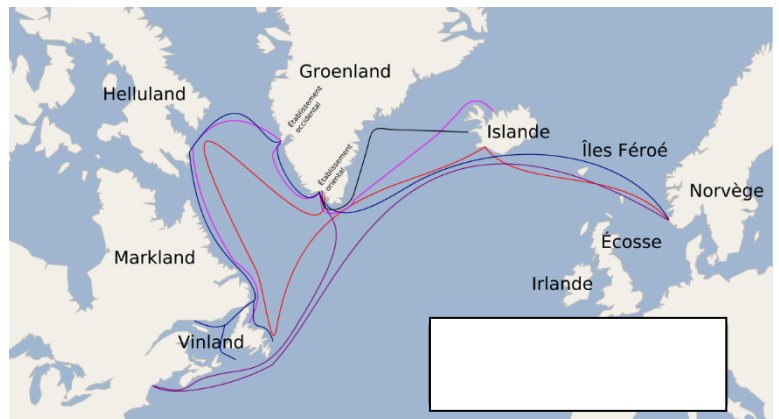 Groenland
Helluland
Établissement
occidental
Islande
Îles Féroé
Établissement
oriental
Norvège
Écosse
Markland
Irlande
Vinland